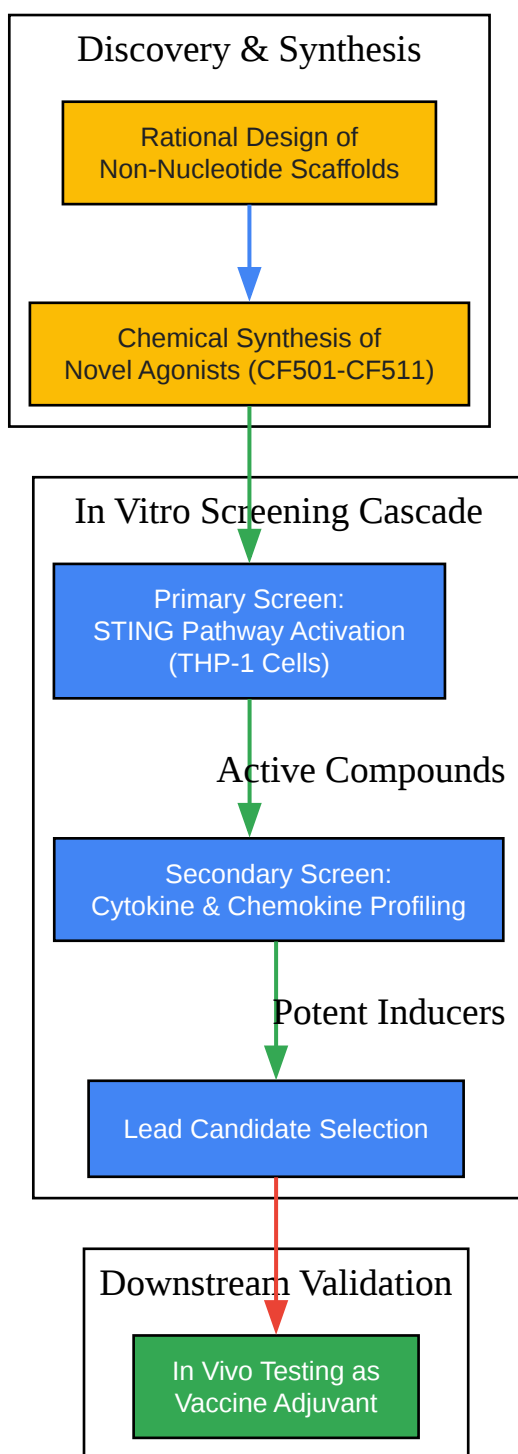 Discovery & Synthesis
Rational Design of
Non-Nucleotide Scaffolds
Chemical Synthesis of
Novel Agonists (CF501-CF511)
In Vitro Screening Cascade
Primary Screen:
STING Pathway Activation
(THP-1 Cells)
Active Compounds
Secondary Screen:
Cytokine & Chemokine Profiling
Potent Inducers
Lead Candidate Selection
Downstream Validation
In Vivo Testing as
Vaccine Adjuvant